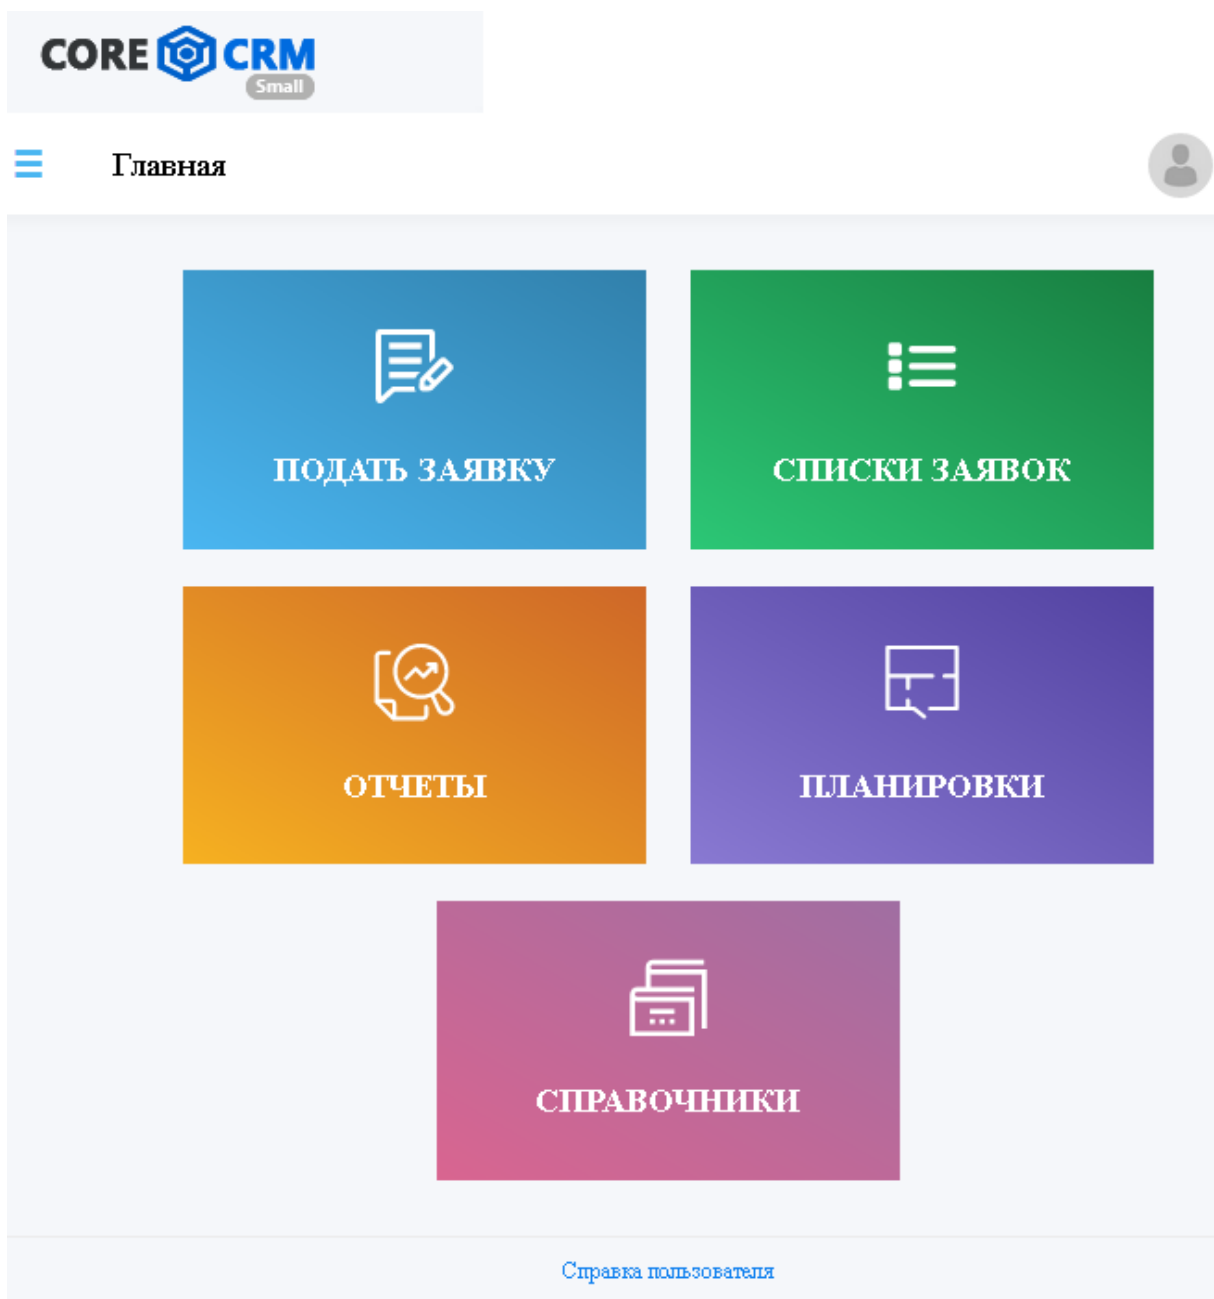 CORE CRM
Small
Главная
ПОДАТЬ ЗАЯВКУ
СПИСКИ ЗАЯВОК
ОТЧЕТЫ
ПЛАНИРОВКИ
СПРАВОЧНИКИ
Справка пользователя